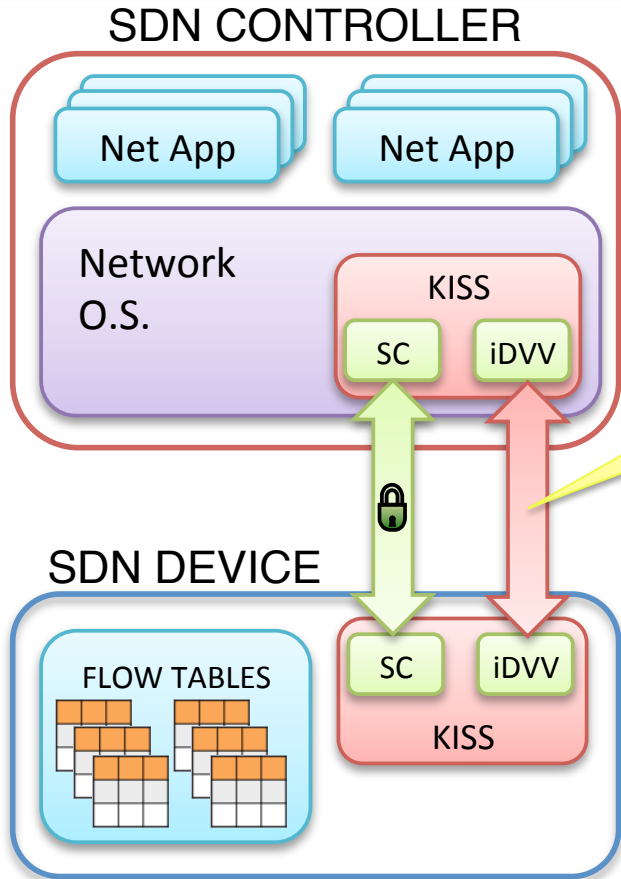 SDN CONTROLLER
Net App
Net App
Network
O.S.
KISS
SC
iDVV
SDN DEVICE
FLOW TABLES
SC
iDVV
KISS